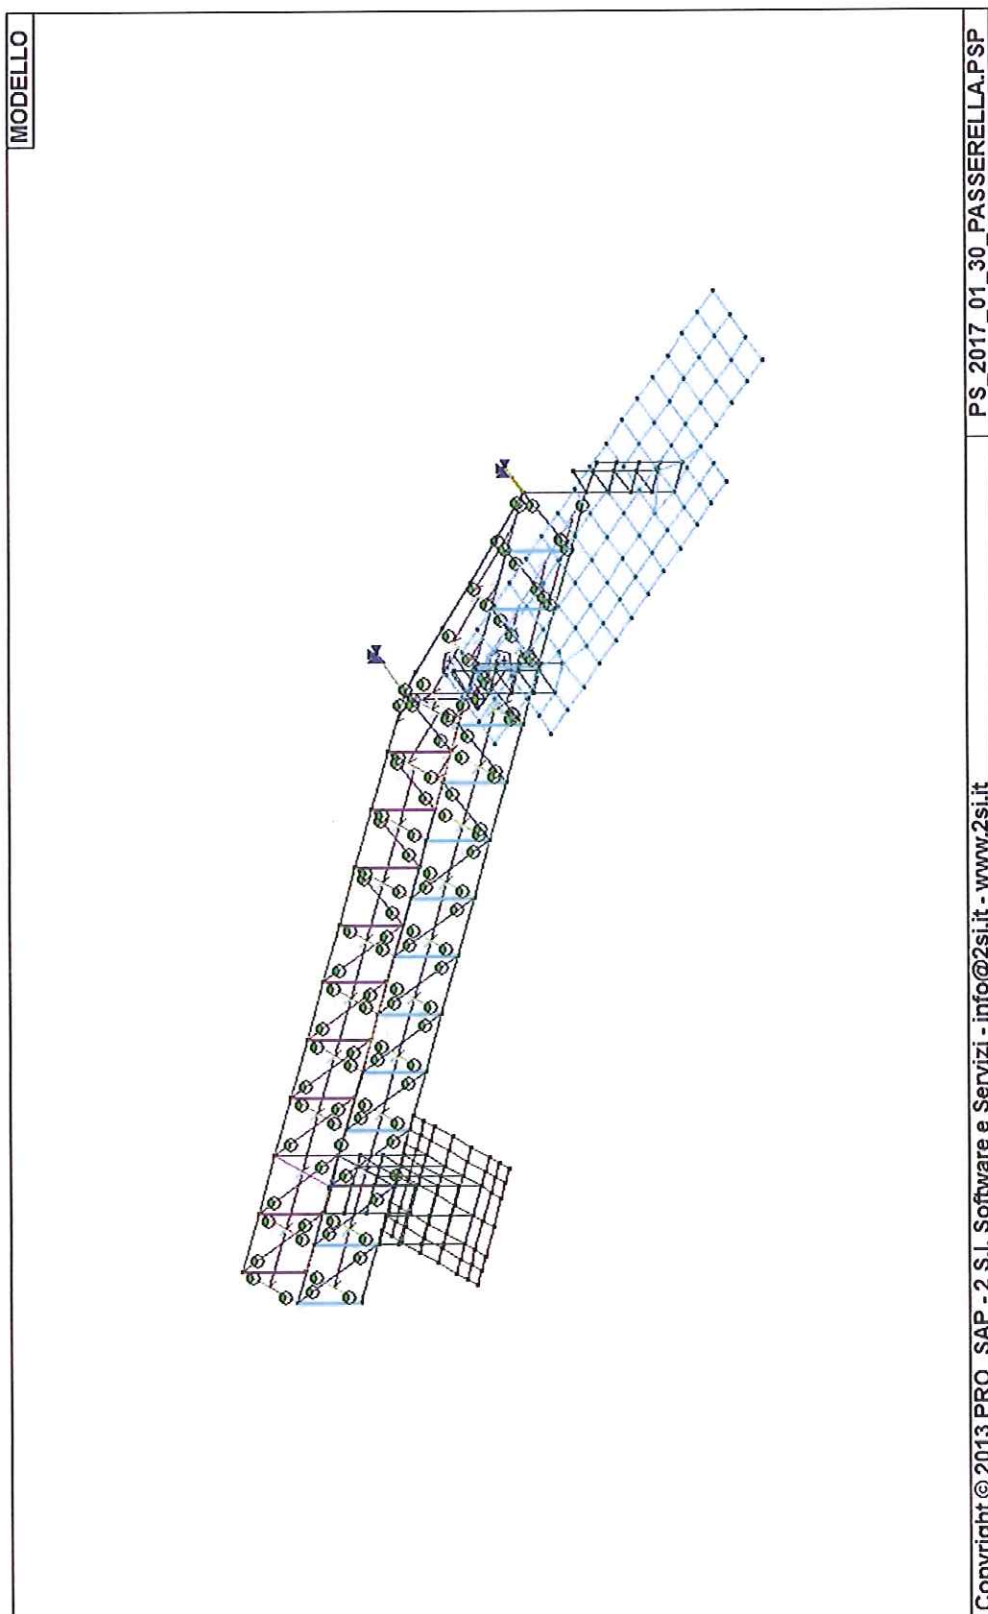 MODELLO
Copyright © 2013 PRO_SAP - 2 S.I. Software e Servizi - info@2si.it - www.2si.it
PS_2017_01_30_PASSERELLA.PSP